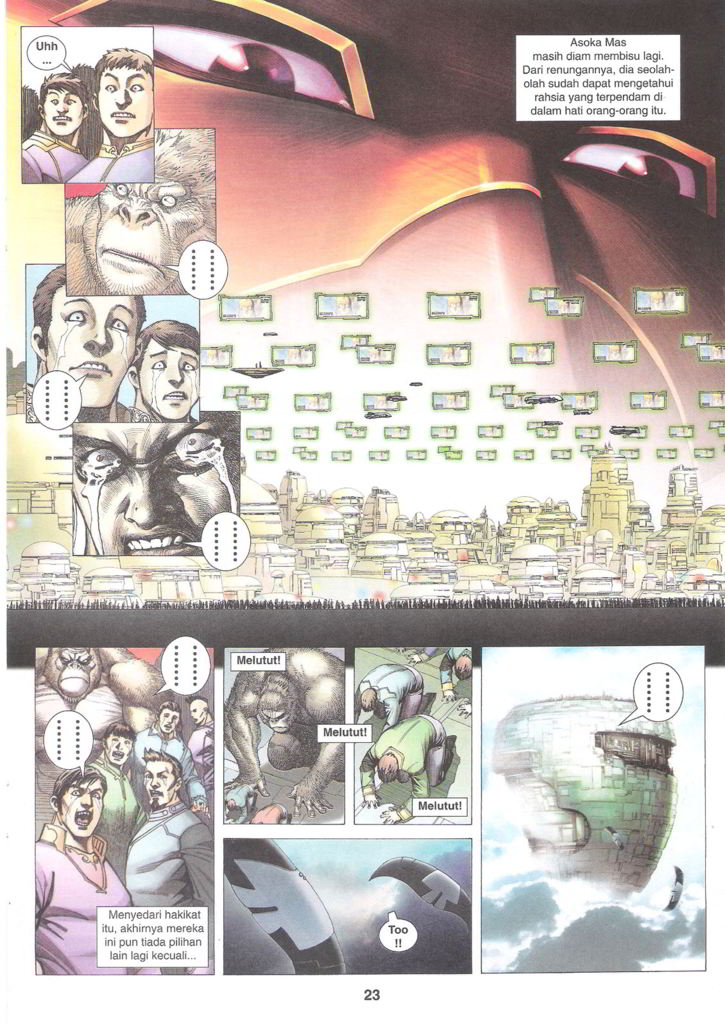 Uhh
...
Asoka Mas
masih diam membisu lagi.
Dari renungannya, dia seolah-
olah sudah dapat mengetahui
rahsia yang terpendam di
dalam hati orang-orang itu.
Menyedari hakikat
itu, akhirnya mereka
ini pun tiada pilihan
lain lagi kecuali...
Melutut!
Melutut!
Melutut!
Too
!!
23